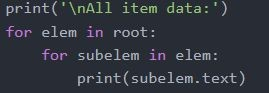 print('\nAll item data:')
for elem in root:
    for subelem in elem:
        print(subelem.text)